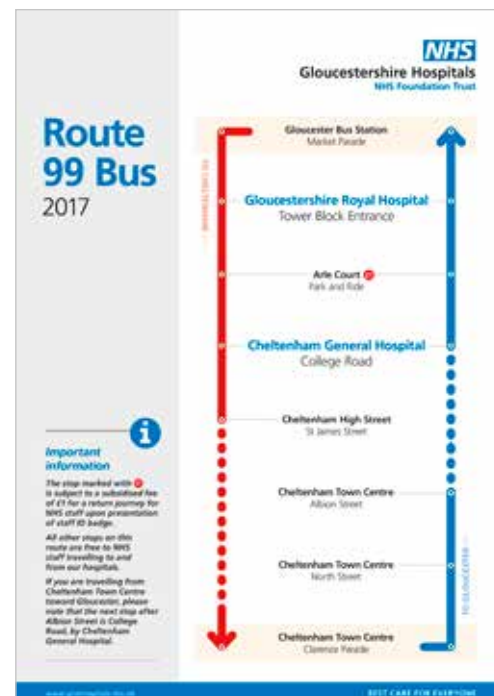 NHS
Gloucestershire Hospitals
NHS Foundation Trust
Route
99 Bus
2017
TO CHELTENHAM
Gloucester Bus Station
Market Parade
Gloucestershire Royal Hospital
Tower Block Entrance
Arle Court
Park and Ride
Cheltenham General Hospital
College Road
Cheltenham High Street
St James Street
Cheltenham Town Centre
Albion Street
Cheltenham Town Centre
North Street
Cheltenham Town Centre
Clarence Parade
TO GLOUCESTER
i
Important
information
The stop marked with
is subject to a subsidised fee
of £1 for a return journey for
NHS staff upon presentation
of staff ID badge.
All other stops on this
route are free to NHS
staff travelling to and
from our hospitals.
If you are travelling from
Cheltenham Town Centre
toward Gloucester, please
note that the next stop after
Albion Street is College
Road, by Cheltenham
General Hospital.
BEST CARE FOR EVERYONE